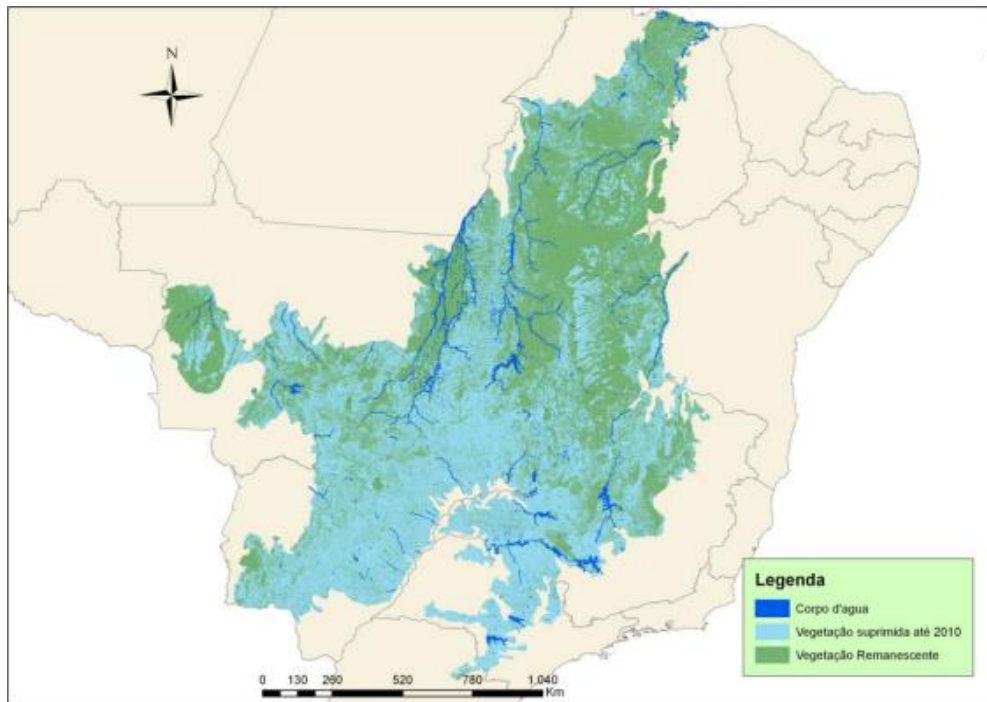 N
Legenda
Corpo d'agua
Vegetação suprimida até 2010
Vegetação Remanescente
0 130 260 520 780 1.040
Km